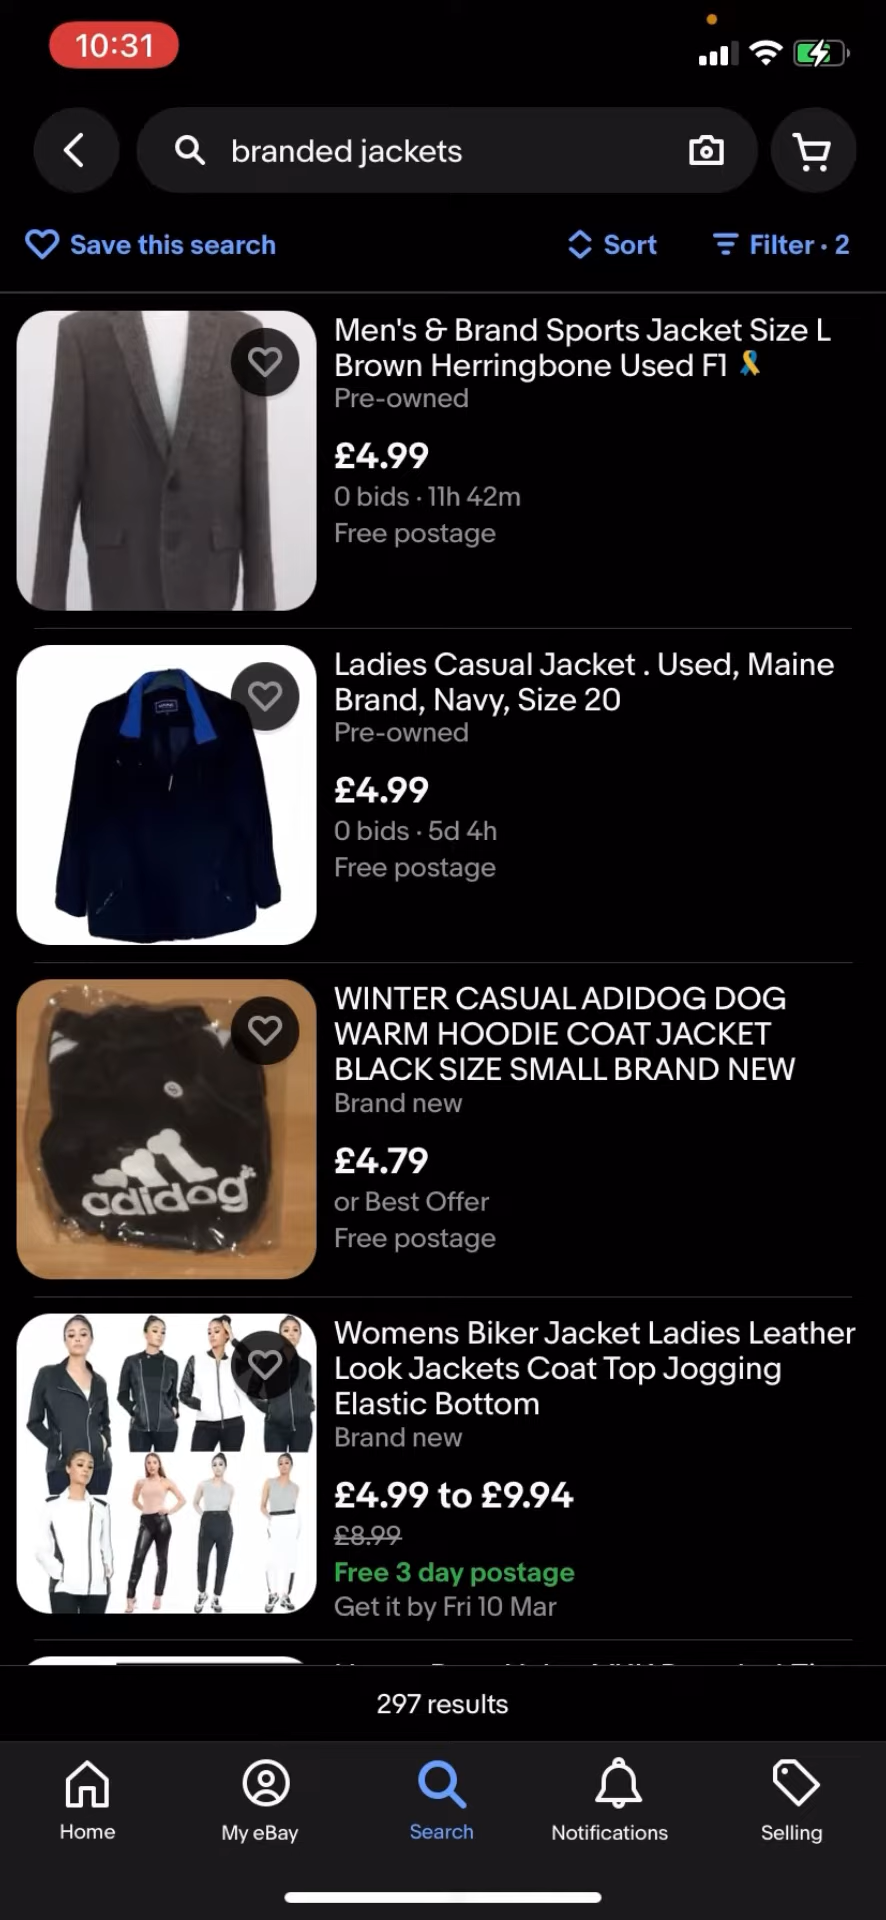 10:31
branded jackets
Save this search
Sort
Filter · 2
Men's & Brand Sports Jacket Size L
Brown Herringbone Used F1 🎗️
Pre-owned
£4.99
0 bids · 11h 42m
Free postage
Ladies Casual Jacket . Used, Maine
Brand, Navy, Size 20
Pre-owned
£4.99
0 bids · 5d 4h
Free postage
adidog
WINTER CASUAL ADIDOG DOG
WARM HOODIE COAT JACKET
BLACK SIZE SMALL BRAND NEW
Brand new
£4.79
or Best Offer
Free postage
Womens Biker Jacket Ladies Leather
Look Jackets Coat Top Jogging
Elastic Bottom
Brand new
£4.99 to £9.94
£8.99
Free 3 day postage
Get it by Fri 10 Mar
297 results
Home
My eBay
Search
Notifications
Selling